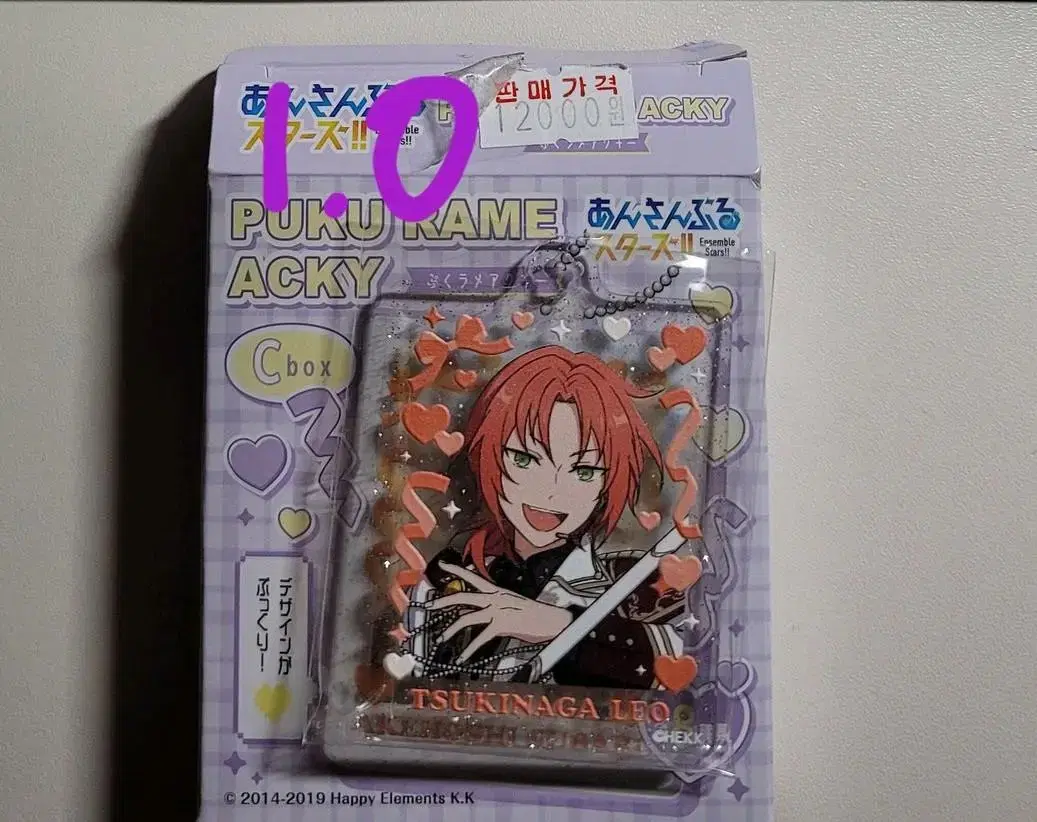 あんさんぶる
スターズ!!
1.0
판매가격
12000원
ACKY
PUKU RAME
ACKY
ぷくラメアッキー
あんさんぶる
スターズ!!
Ensemble
Stars!!
C box
デザインが
ぷっくり!
TSUKINAGA LEO
© 2014-2019 Happy Elements K.K